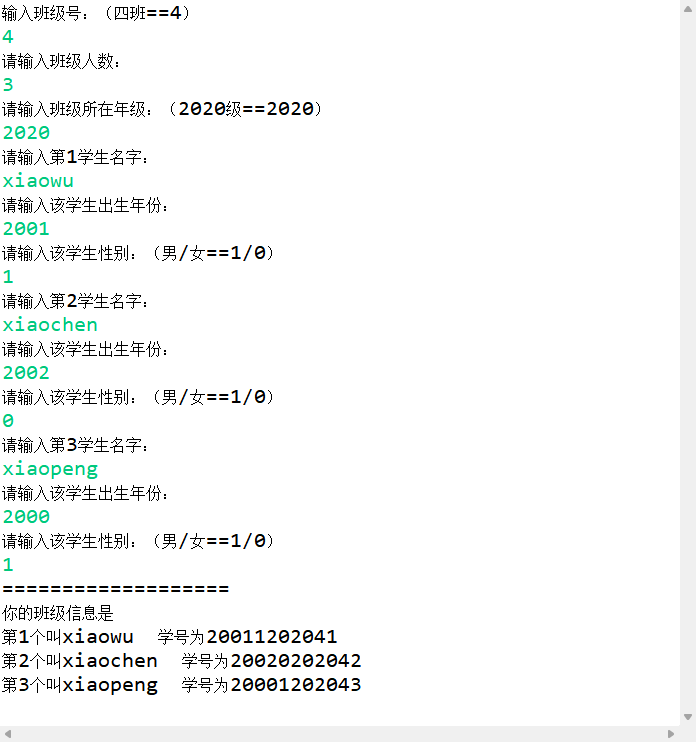 输入班级号：（四班==4）
4
请输入班级人数：
3
请输入班级所在年级：（2020级==2020）
2020
请输入第1学生名字：
xiaowu
请输入该学生出生年份：
2001
请输入该学生性别：（男/女==1/0）
1
请输入第2学生名字：
xiaochen
请输入该学生出生年份：
2002
请输入该学生性别：（男/女==1/0）
0
请输入第3学生名字：
xiaopeng
请输入该学生出生年份：
2000
请输入该学生性别：（男/女==1/0）
1
===================
你的班级信息是
第1个叫xiaowu  学号为20011202041
第2个叫xiaochen  学号为20020202042
第3个叫xiaopeng  学号为20001202043